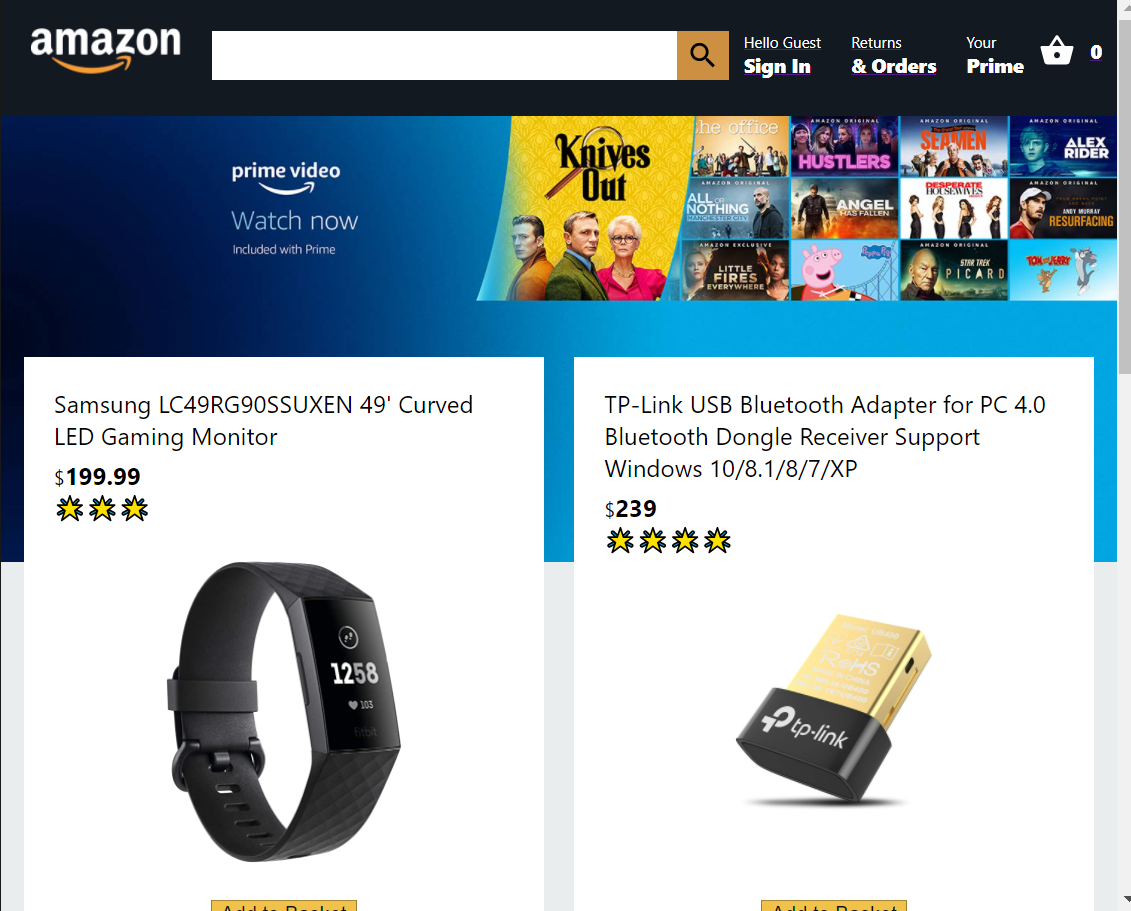 amazon
Hello Guest
Sign In
Returns
& Orders
Your
Prime
0
prime video
Watch now
Included with Prime
Knives
Out
the office
AMAZON ORIGINAL
HUSTLERS
AMAZON ORIGINAL
SEAMEN
AMAZON ORIGINAL
ALEX
RIDER
AMAZON ORIGINAL
ALL OR
NOTHING
MANCHESTER CITY
ANGEL
HAS FALLEN
DESPERATE
HOUSEWIVES
AMAZON ORIGINAL
ANDY MURRAY
RESURFACING
AMAZON EXCLUSIVE
LITTLE
FIRES
EVERYWHERE
Peppa Pig
AMAZON ORIGINAL
STAR TREK
PICARD
TOM and JERRY
Samsung LC49RG90SSUXEN 49' Curved
LED Gaming Monitor
$199.99
TP-Link USB Bluetooth Adapter for PC 4.0
Bluetooth Dongle Receiver Support
Windows 10/8.1/8/7/XP
$239
1258
103
fitbit
RoHS
tp-link
Add to Basket
Add to Basket